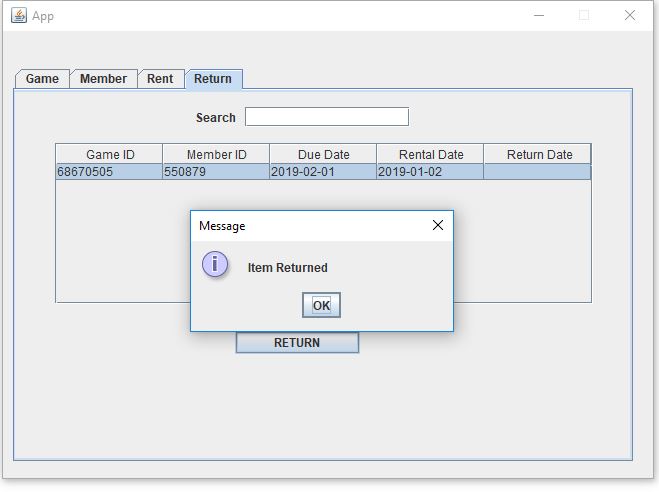 App
Game Member Rent Return
Search
Game ID Member ID Due Date Rental Date Return Date
68670505 550879 2019-02-01 2019-01-02
Message
i Item Returned
OK
RETURN